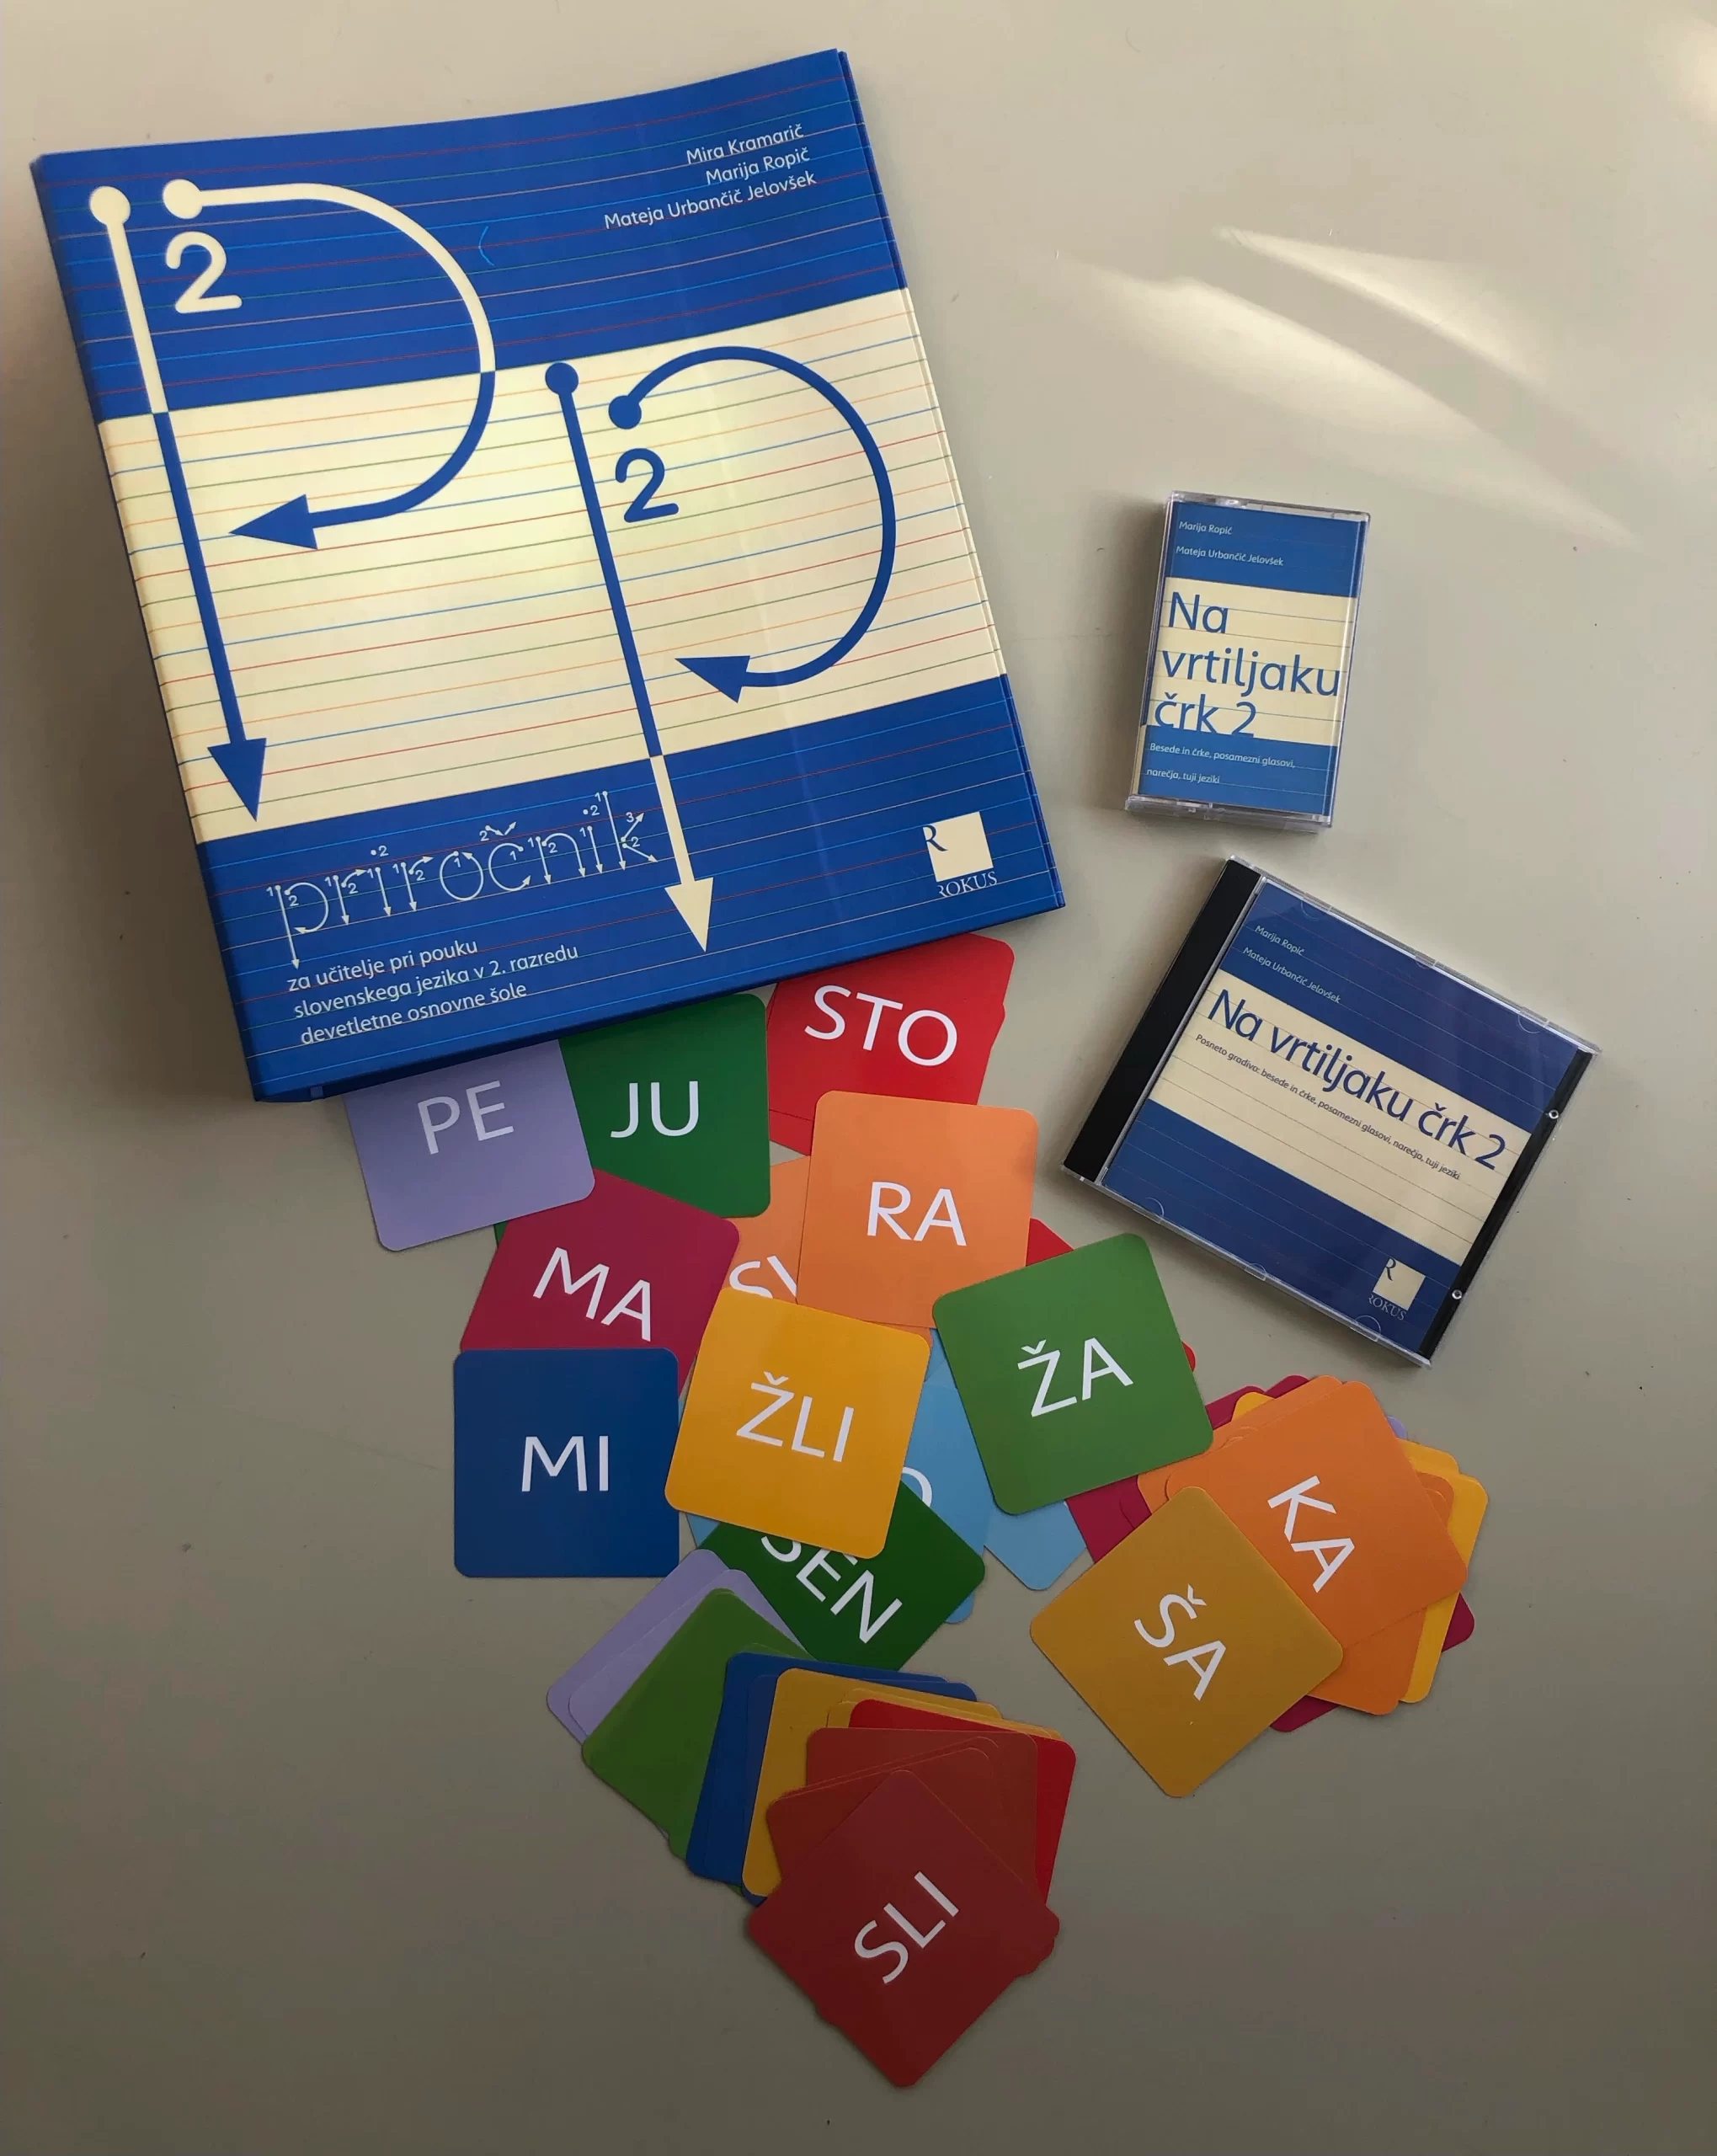 Mira Kramarič
Marija Ropič
Mateja Urbančič Jelovšek
2
2
priročnik
za učitelje pri pouku
slovenskega jezika v 2. razredu
devetletne osnovne šole
ROKUS
Marija Ropič
Mateja Urbančič Jelovšek
Na
vrtiljaku
črk 2
Besede in črke, posamezni glasovi,
narečja, tuji jeziki
Marija Ropič
Mateja Urbančič Jelovšek
Na vrtiljaku črk 2
Posneto gradivo: besede in črke, posamezni glasovi, narečja, tuji jeziki
ROKUS
STO
PE
JU
RA
MA
ŽA
ŽLI
MI
KA
SEN
ŠA
SLI